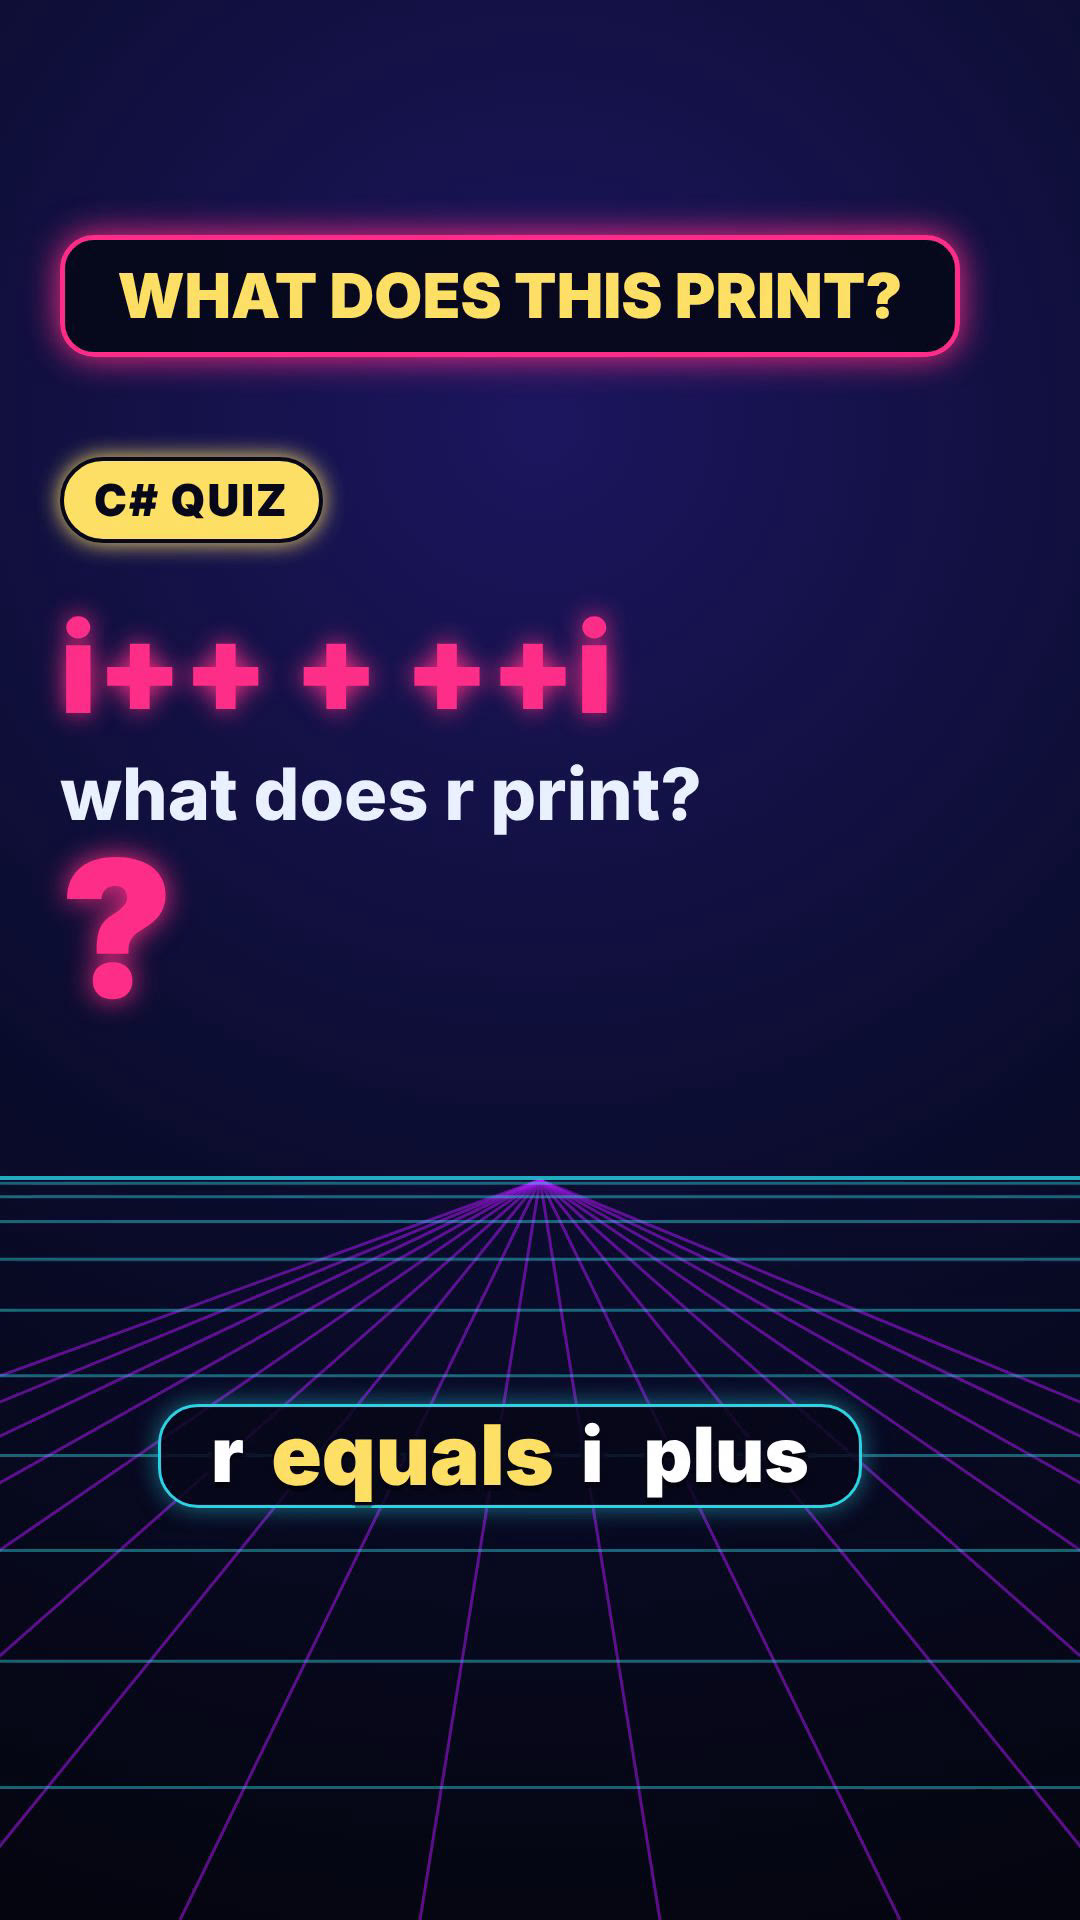 WHAT DOES THIS PRINT?
C# QUIZ
i++ + ++i
what does r print?
?
r equals i plus